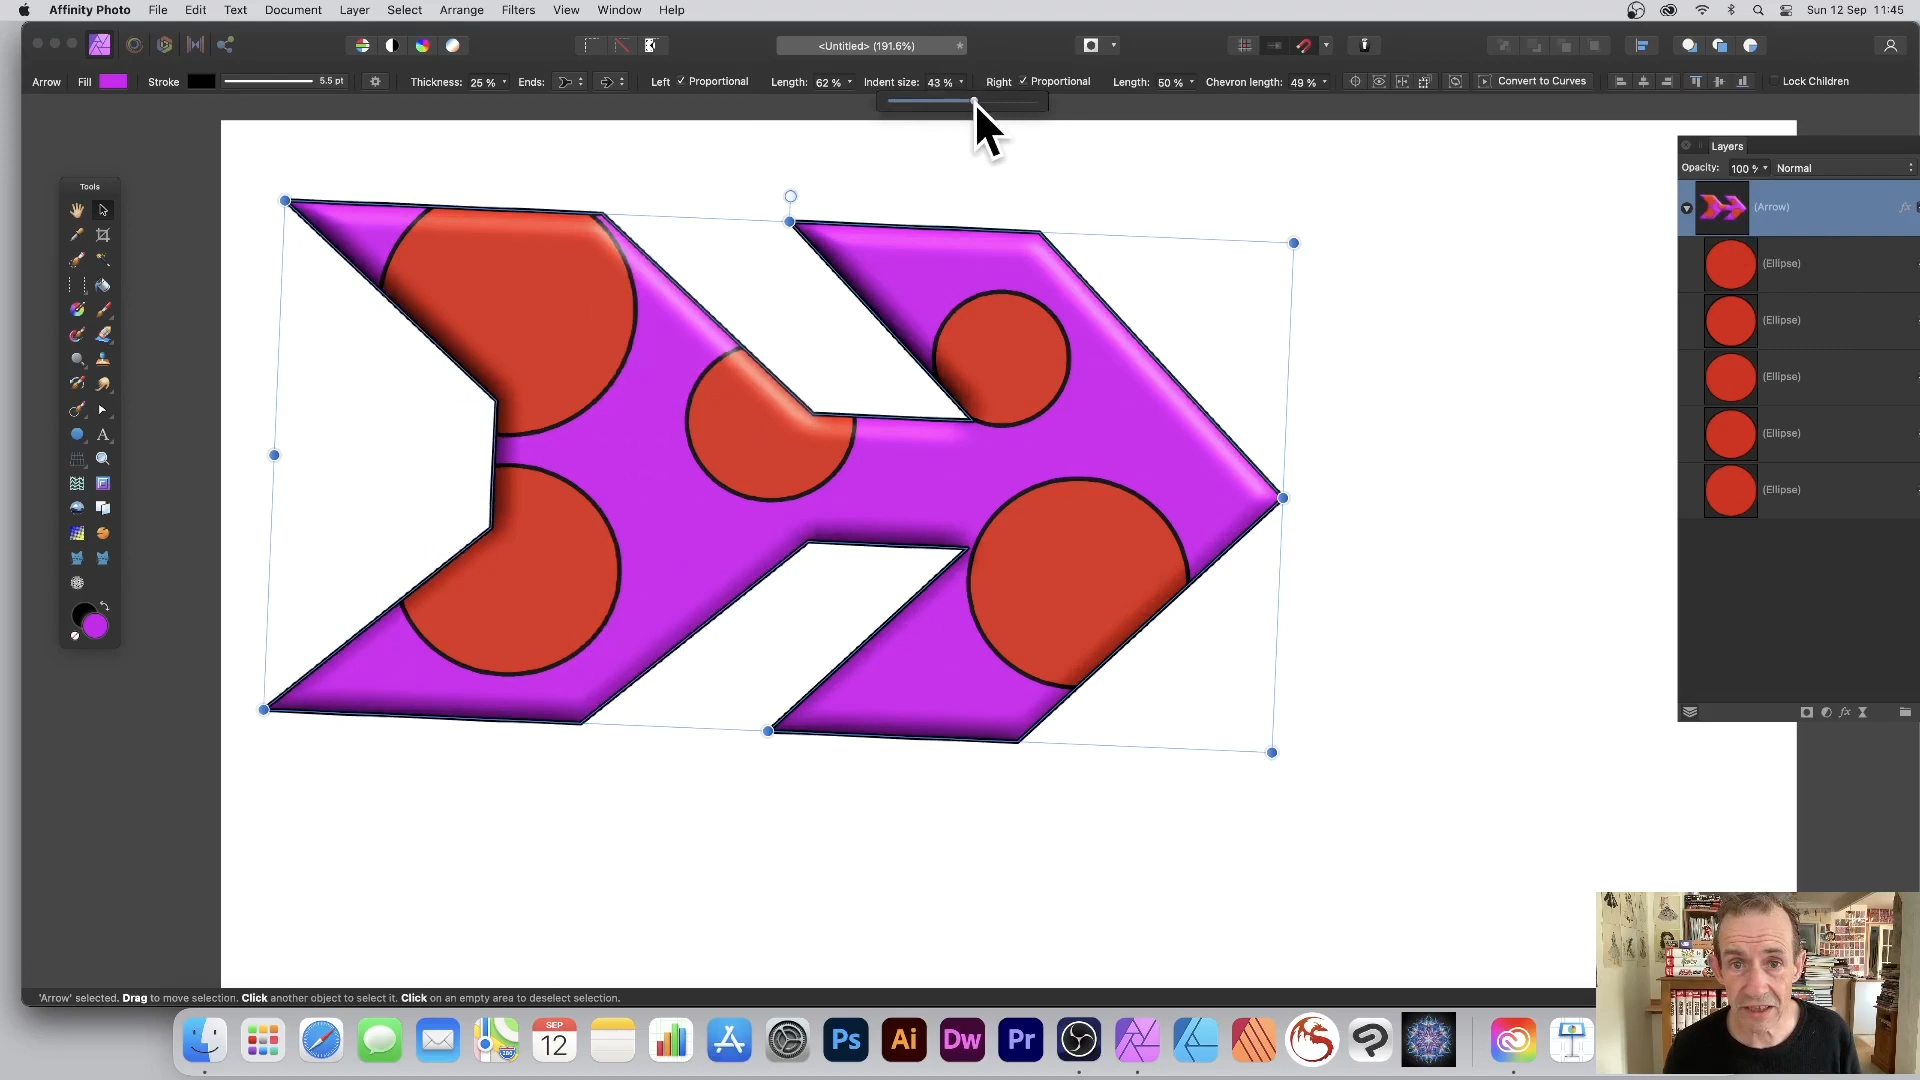 Affinity Photo File Edit Text Document Layer Select Arrange Filters View Window Help Sun 12 Sep 11:45
<Untitled> (191.6%) *
Arrow Fill Stroke 5.5 pt Thickness: 25 % Ends: Left Proportional Length: 62 % Indent size: 43 % Right Proportional Length: 50 % Chevron length: 49 % Convert to Curves Lock Children
Layers
Opacity: 100 % Normal
Tools
(Arrow) fx
(Ellipse)
(Ellipse)
(Ellipse)
(Ellipse)
(Ellipse)
A
fx
'Arrow' selected. Drag to move selection. Click another object to select it. Click on an empty area to deselect selection.
SEP
12
280
Ps Ai Dw Pr